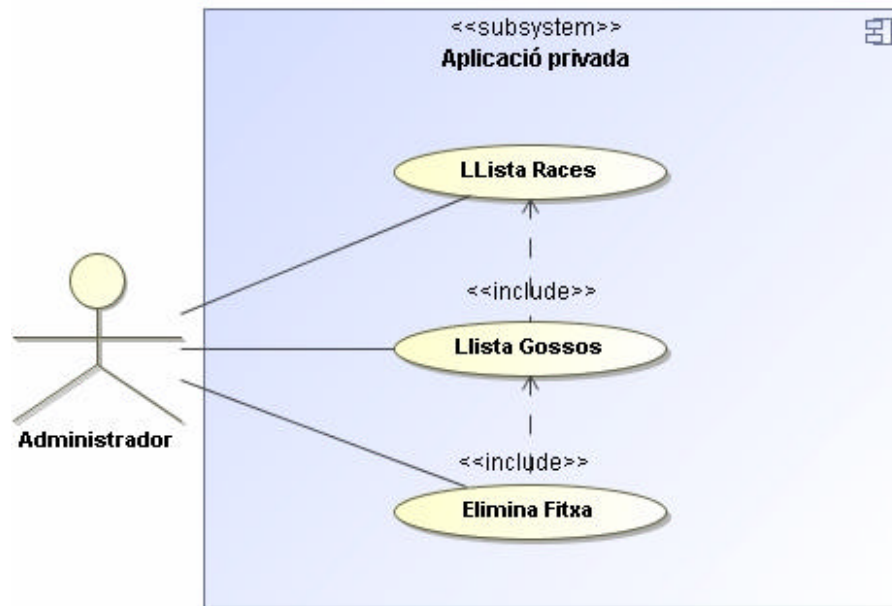 <<subsystem>>
Aplicació privada
LLista Races
<<include>>
Llista Gossos
Administrador
<<include>>
Elimina Fitxa